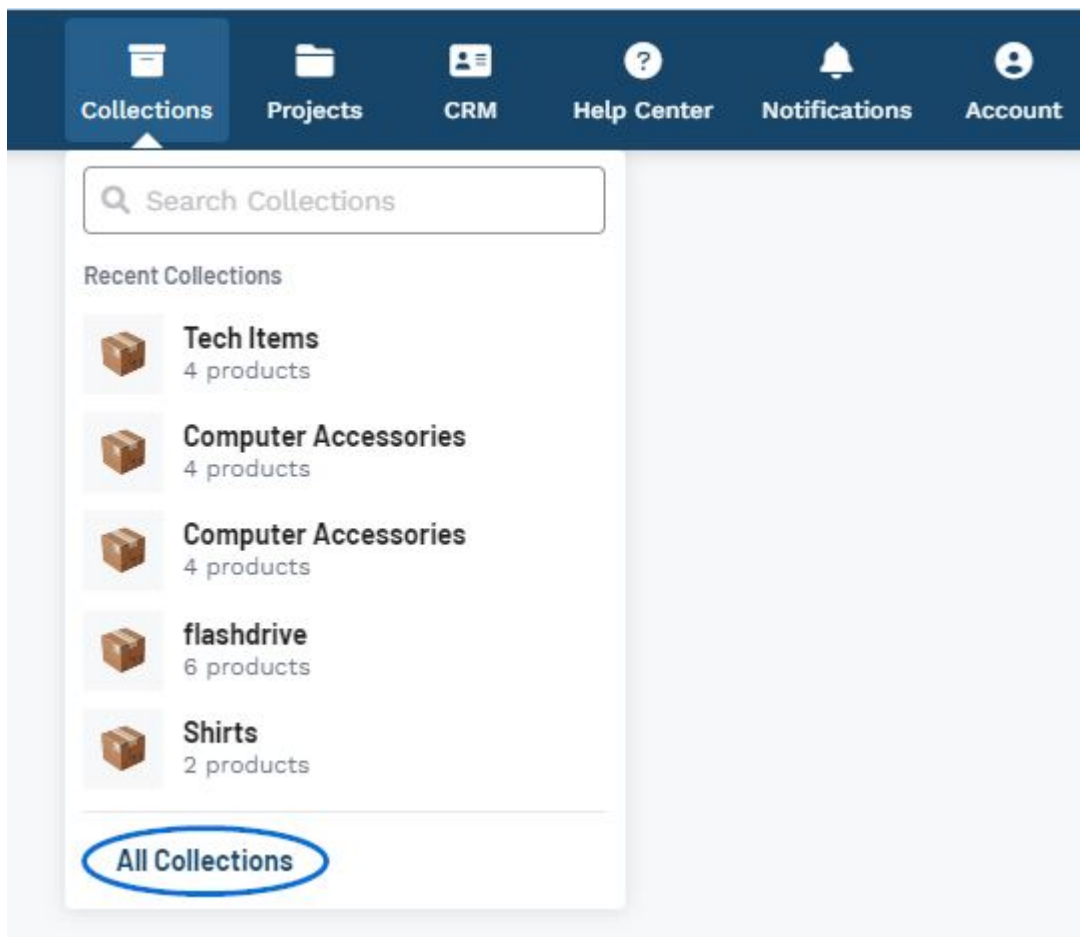 Collections Projects CRM Help Center Notifications Account
Search Collections
Recent Collections
Tech Items
4 products
Computer Accessories
4 products
Computer Accessories
4 products
flashdrive
6 products
Shirts
2 products
All Collections